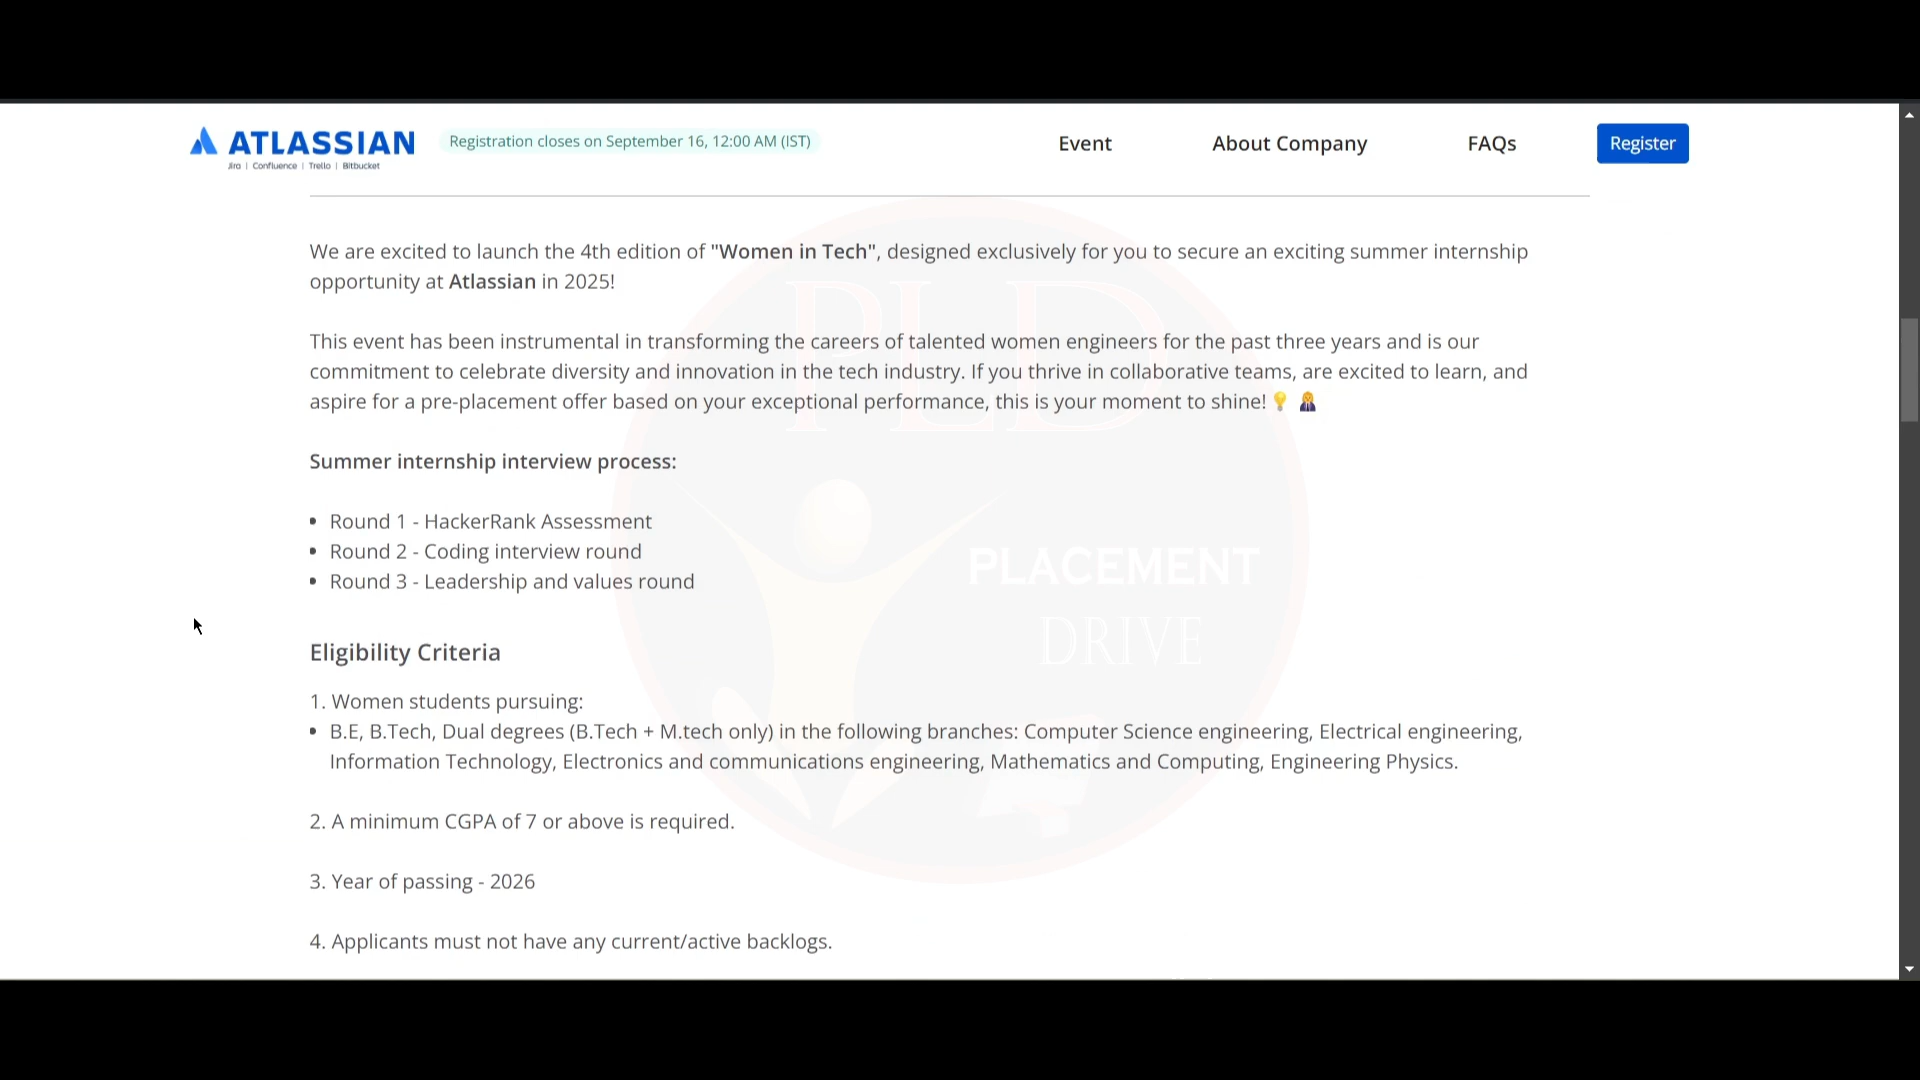 ATLASSIAN
Jira | Confluence | Trello | Bitbucket
Registration closes on September 16, 12:00 AM (IST)
Event
About Company
FAQs
Register
We are excited to launch the 4th edition of "Women in Tech", designed exclusively for you to secure an exciting summer internship
opportunity at Atlassian in 2025!
This event has been instrumental in transforming the careers of talented women engineers for the past three years and is our
commitment to celebrate diversity and innovation in the tech industry. If you thrive in collaborative teams, are excited to learn, and
aspire for a pre-placement offer based on your exceptional performance, this is your moment to shine!
Summer internship interview process:
• Round 1 - HackerRank Assessment
• Round 2 - Coding interview round
• Round 3 - Leadership and values round
PLD
PLACEMENT
DRIVE
Eligibility Criteria
1. Women students pursuing:
• B.E, B.Tech, Dual degrees (B.Tech + M.tech only) in the following branches: Computer Science engineering, Electrical engineering,
Information Technology, Electronics and communications engineering, Mathematics and Computing, Engineering Physics.
2. A minimum CGPA of 7 or above is required.
3. Year of passing - 2026
4. Applicants must not have any current/active backlogs.